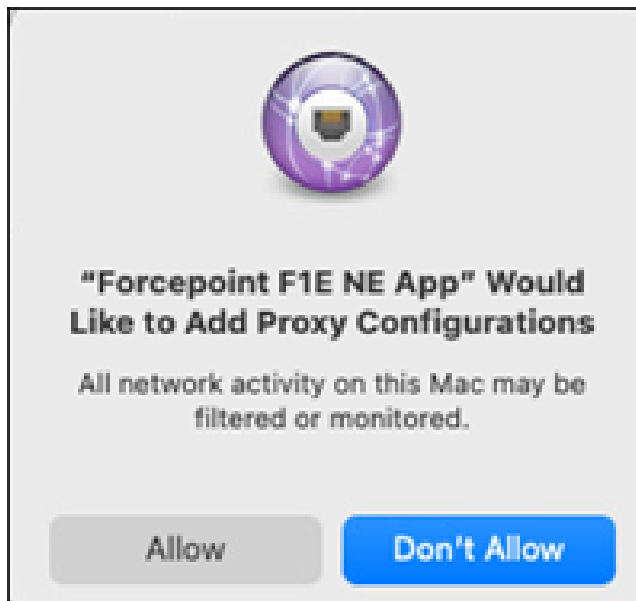 "Forcepoint F1E NE App" Would
Like to Add Proxy Configurations
All network activity on this Mac may be
filtered or monitored.
Allow
Don't Allow